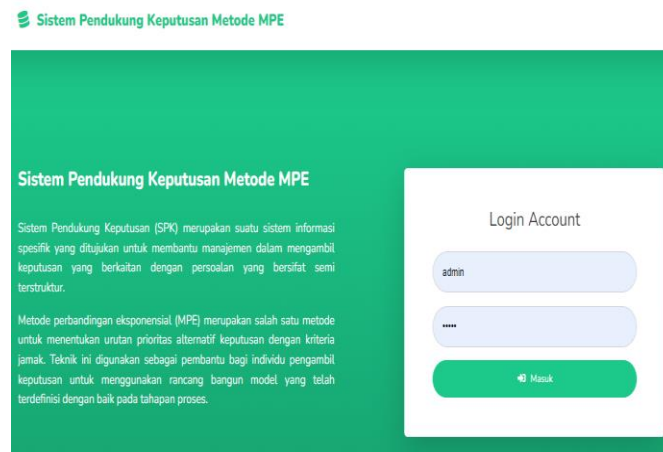 Sistem Pendukung Keputusan Metode MPE
Sistem Pendukung Keputusan Metode MPE
Sistem Pendukung Keputusan (SPK) merupakan suatu sistem informasi
spesifik yang ditujukan untuk membantu manajemen dalam mengambil
keputusan yang berkaitan dengan persoalan yang bersifat semi
terstruktur.
Metode perbandingan eksponensial (MPE) merupakan salah satu metode
untuk menentukan urutan prioritas alternatif keputusan dengan kriteria
jamak. Teknik ini digunakan sebagai pembantu bagi individu pengambil
keputusan untuk menggunakan rancang bangun model yang telah
terdefinisi dengan baik pada tahapan proses.
Login Account
admin
•••••
Masuk